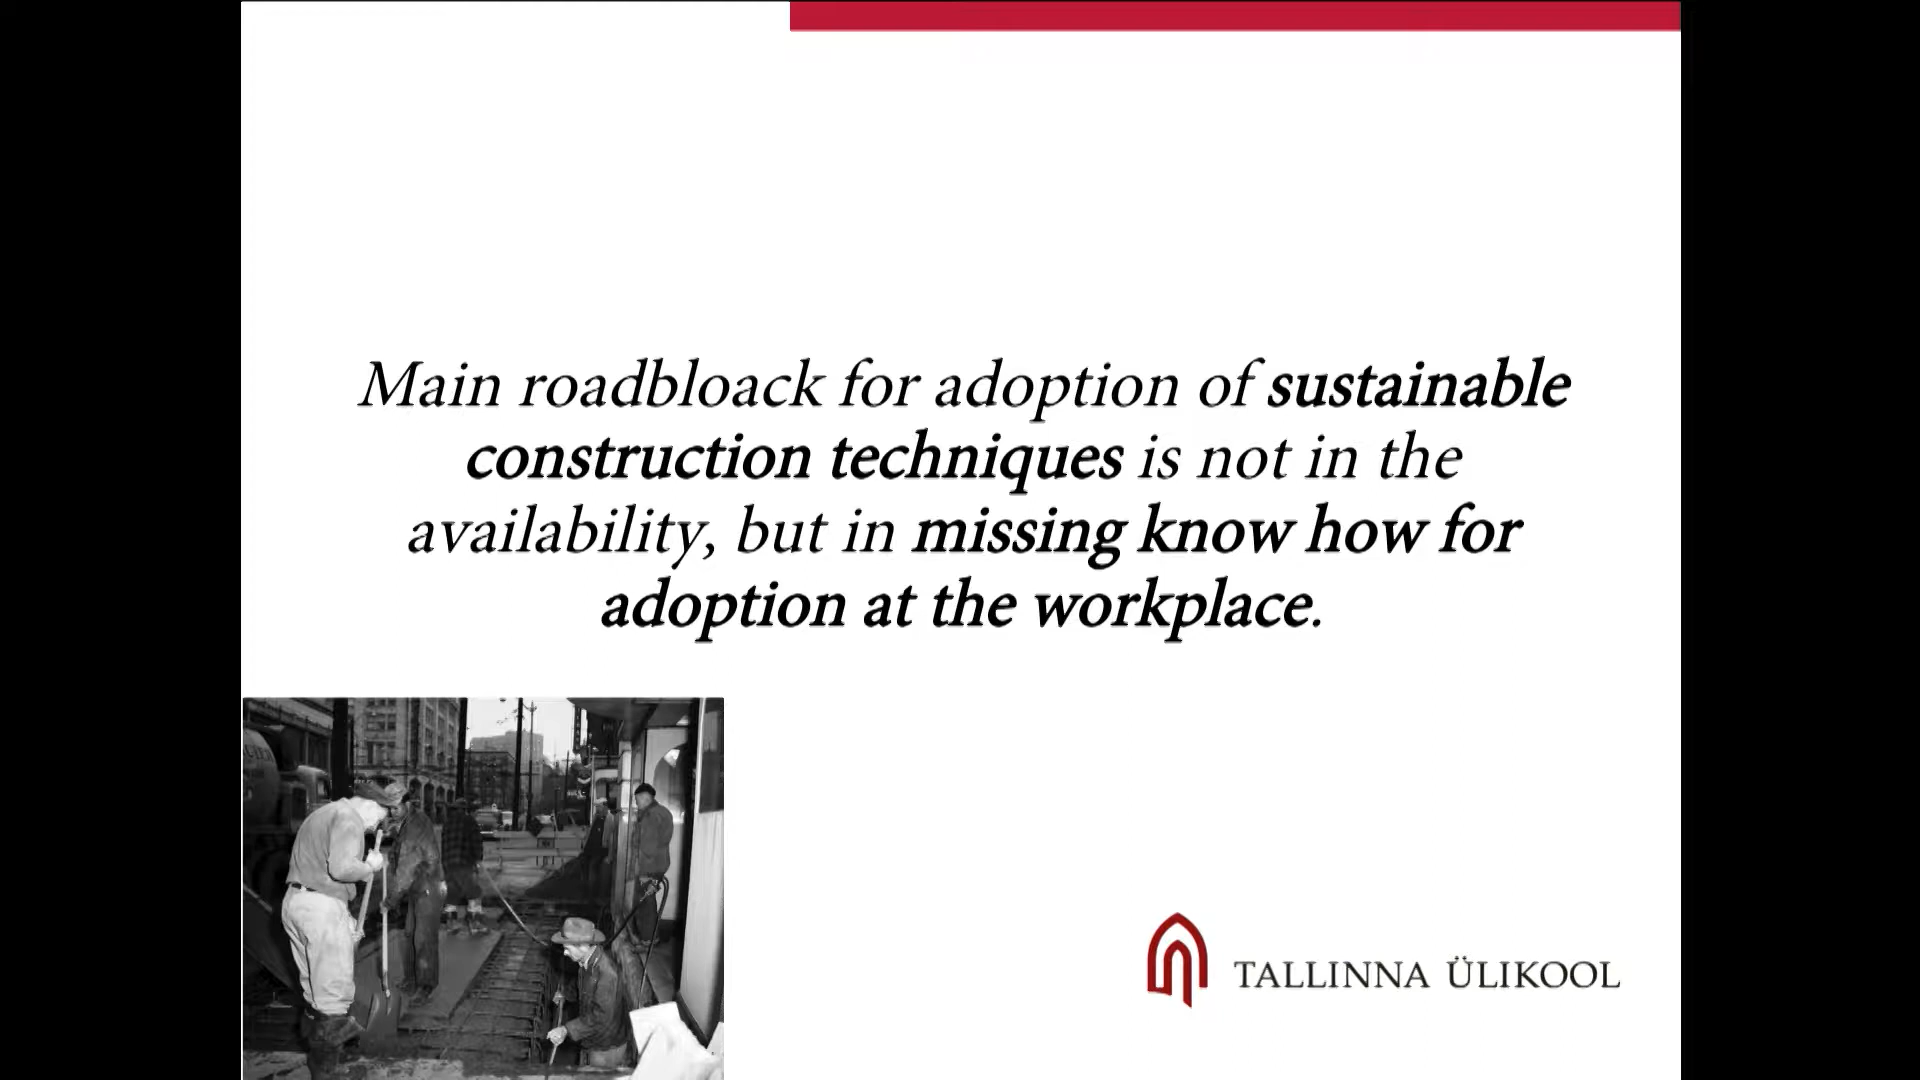 Main roadbloack for adoption of sustainable
construction techniques is not in the
availability, but in missing know how for
adoption at the workplace.
TALLINNA ÜLIKOOL